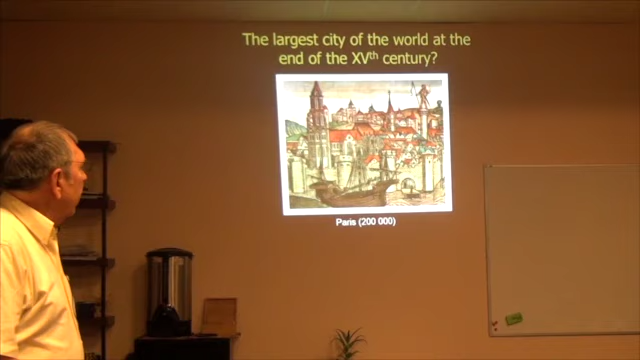 The largest city of the world at the
end of the XVth century?
Paris (200 000)